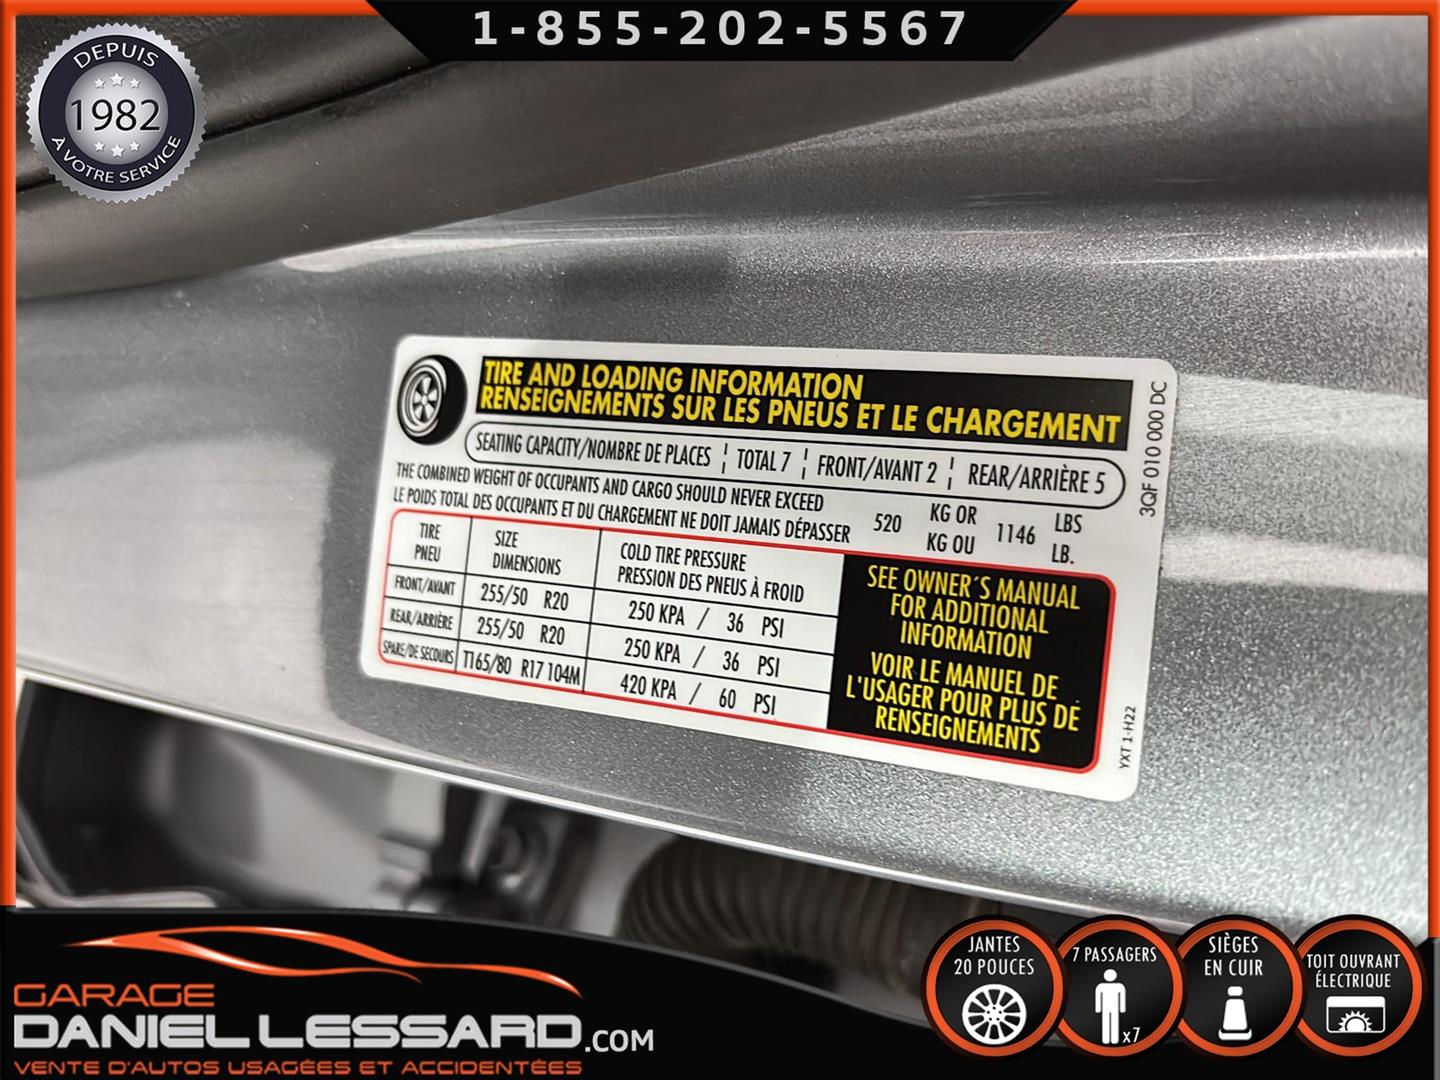 1-855-202-5567
DEPUIS
1982
À VOTRE SERVICE
TIRE AND LOADING INFORMATION
RENSEIGNEMENTS SUR LES PNEUS ET LE CHARGEMENT
SEATING CAPACITY/NOMBRE DE PLACES ¦ TOTAL 7 ¦ FRONT/AVANT 2 ¦ REAR/ARRIÈRE 5
THE COMBINED WEIGHT OF OCCUPANTS AND CARGO SHOULD NEVER EXCEED
LE POIDS TOTAL DES OCCUPANTS ET DU CHARGEMENT NE DOIT JAMAIS DÉPASSER
520 KG OR 1146 LBS
KG OU LB.
TIRE SIZE COLD TIRE PRESSURE
PNEU DIMENSIONS PRESSION DES PNEUS À FROID
FRONT/AVANT 255/50 R20 250 KPA / 36 PSI
REAR/ARRIÈRE 255/50 R20 250 KPA / 36 PSI
SPARE/DE SECOURS T165/80 R17 104M 420 KPA / 60 PSI
SEE OWNER'S MANUAL
FOR ADDITIONAL
INFORMATION
VOIR LE MANUEL DE
L'USAGER POUR PLUS DE
RENSEIGNEMENTS
3QF 010 000 DC
YXT 1-H22
GARAGE
DANIEL LESSARD.COM
VENTE D'AUTOS USAGÉES ET ACCIDENTÉES
JANTES
20 POUCES
7 PASSAGERS
x7
SIÈGES
EN CUIR
TOIT OUVRANT
ÉLECTRIQUE